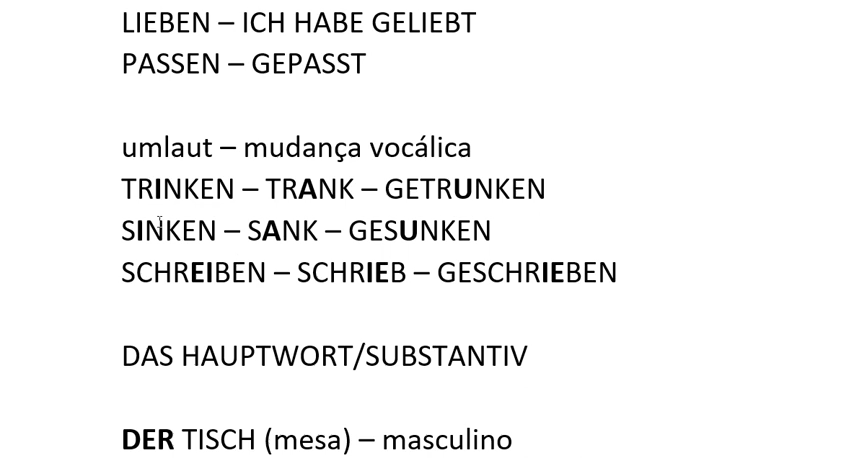 LIEBEN – ICH HABE GELIEBT
PASSEN – GEPASST
umlaut – mudança vocálica
TRINKEN – TRANK – GETRUNKEN
SINKEN – SANK – GESUNKEN
SCHREIBEN – SCHRIEB – GESCHRIEBEN
DAS HAUPTWORT/SUBSTANTIV
DER TISCH (mesa) – masculino